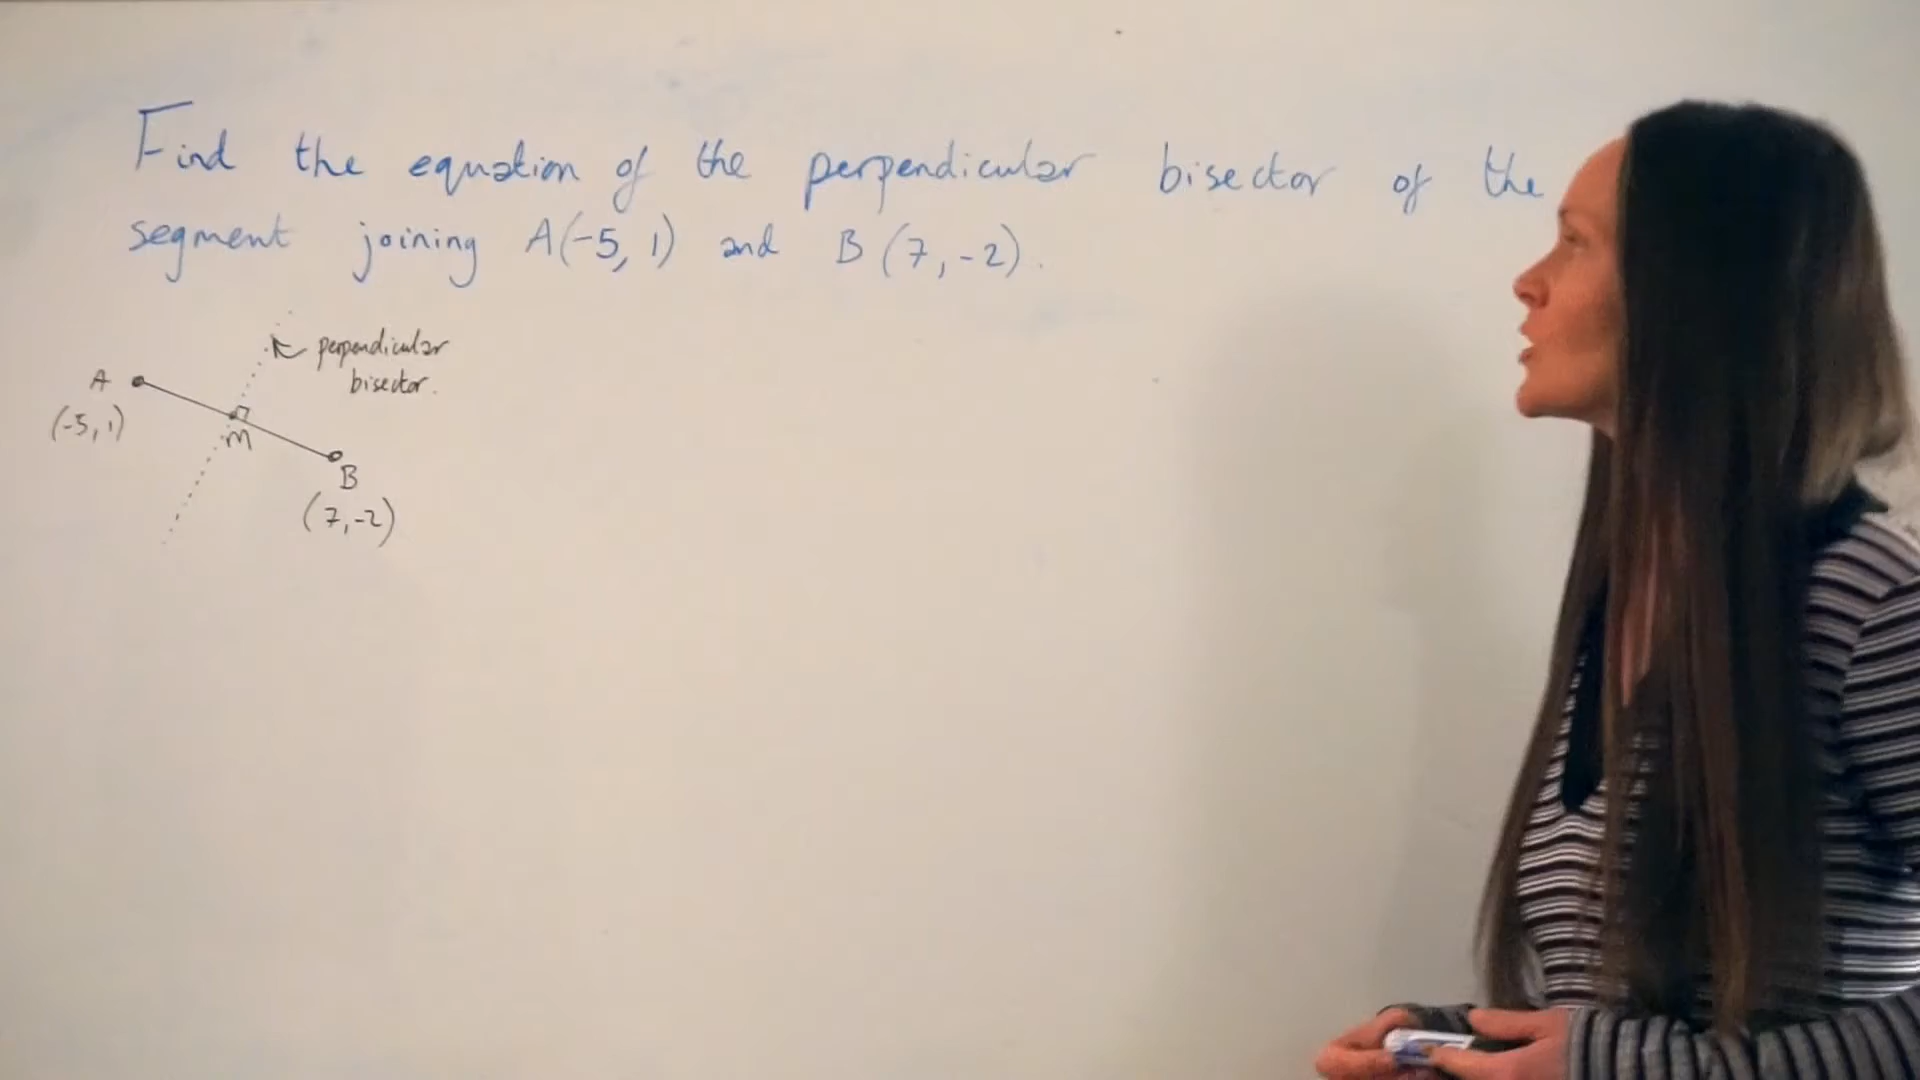 Find the equation of the perpendicular bisector of the
segment joining A(-5, 1) and B(7, -2).
perpendicular
bisector.
A
(-5, 1)
M
B
(7, -2)